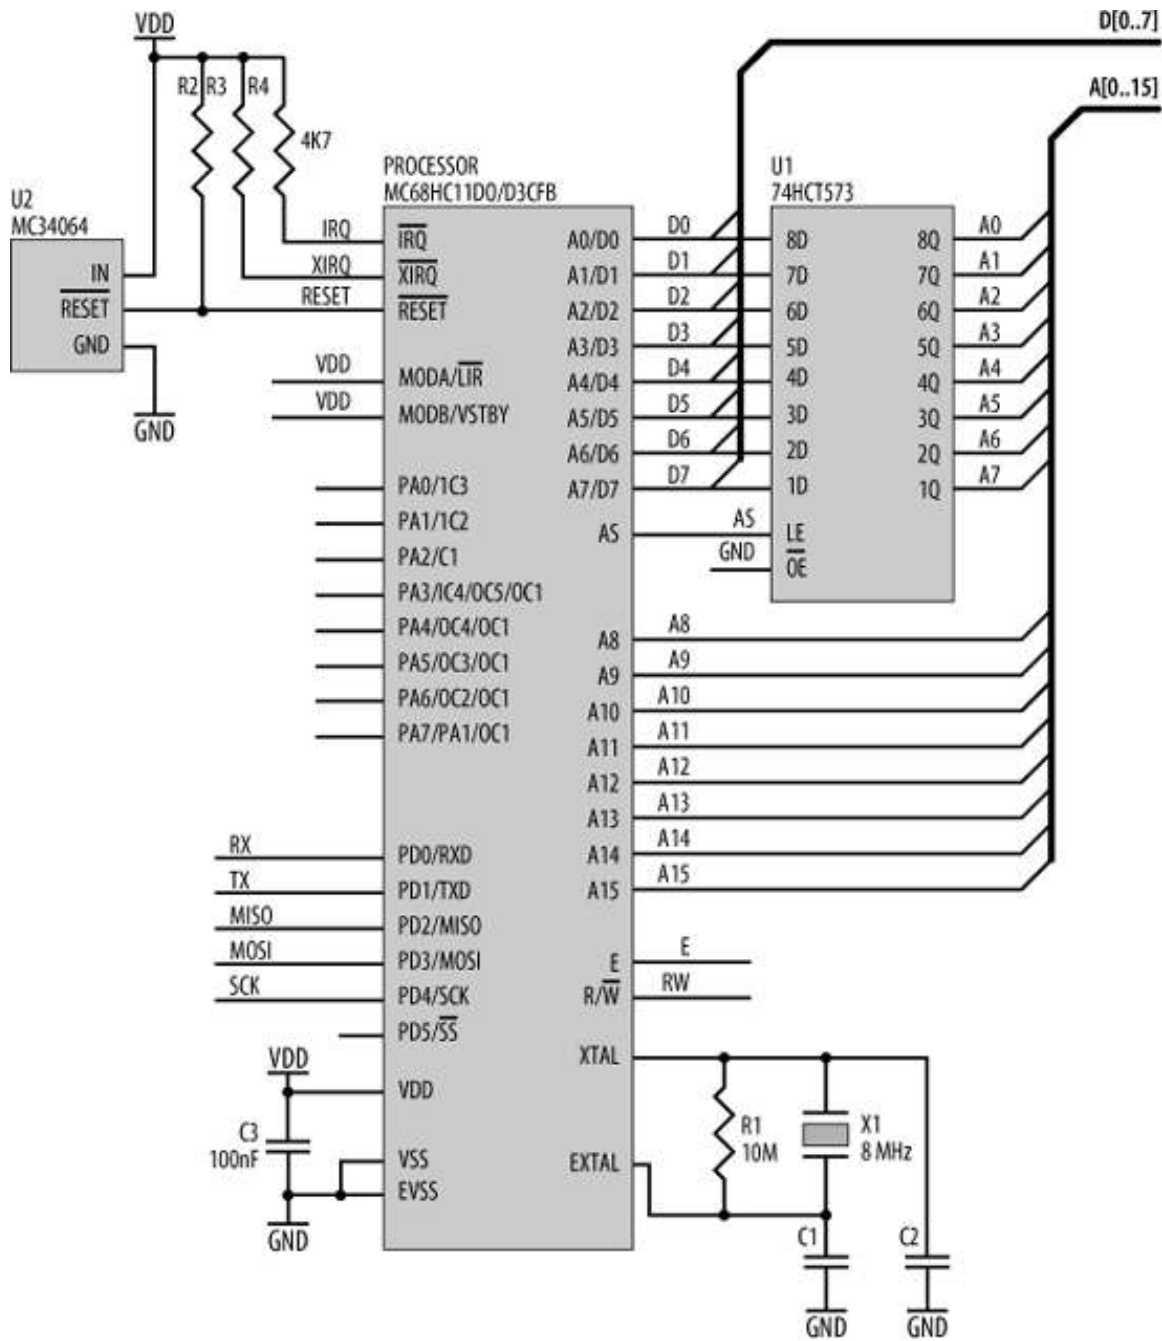 VDD
D[0..7]
A[0..15]
R2
R3
R4
4K7
U2
MC34064
IN
RESET
GND
GND
PROCESSOR
MC68HC11D0/D3CFB
IRQ
XIRQ
RESET
VDD
VDD
IRQ
XIRQ
RESET
MODA/LIR
MODB/VSTBY
PA0/1C3
PA1/1C2
PA2/C1
PA3/IC4/OC5/OC1
PA4/OC4/OC1
PA5/OC3/OC1
PA6/OC2/OC1
PA7/PA1/OC1
RX
TX
MISO
MOSI
SCK
PD0/RXD
PD1/TXD
PD2/MISO
PD3/MOSI
PD4/SCK
PD5/SS
VDD
VDD
C3
100nF
VSS
EVSS
GND
A0/D0
A1/D1
A2/D2
A3/D3
A4/D4
A5/D5
A6/D6
A7/D7
AS
D0
D1
D2
D3
D4
D5
D6
D7
AS
GND
U1
74HCT573
8D
7D
6D
5D
4D
3D
2D
1D
LE
OE
8Q
7Q
6Q
5Q
4Q
3Q
2Q
1Q
A0
A1
A2
A3
A4
A5
A6
A7
A8
A9
A10
A11
A12
A13
A14
A15
A8
A9
A10
A11
A12
A13
A14
A15
E
R/W
E
RW
XTAL
EXTAL
R1
10M
X1
8 MHz
C1
C2
GND
GND